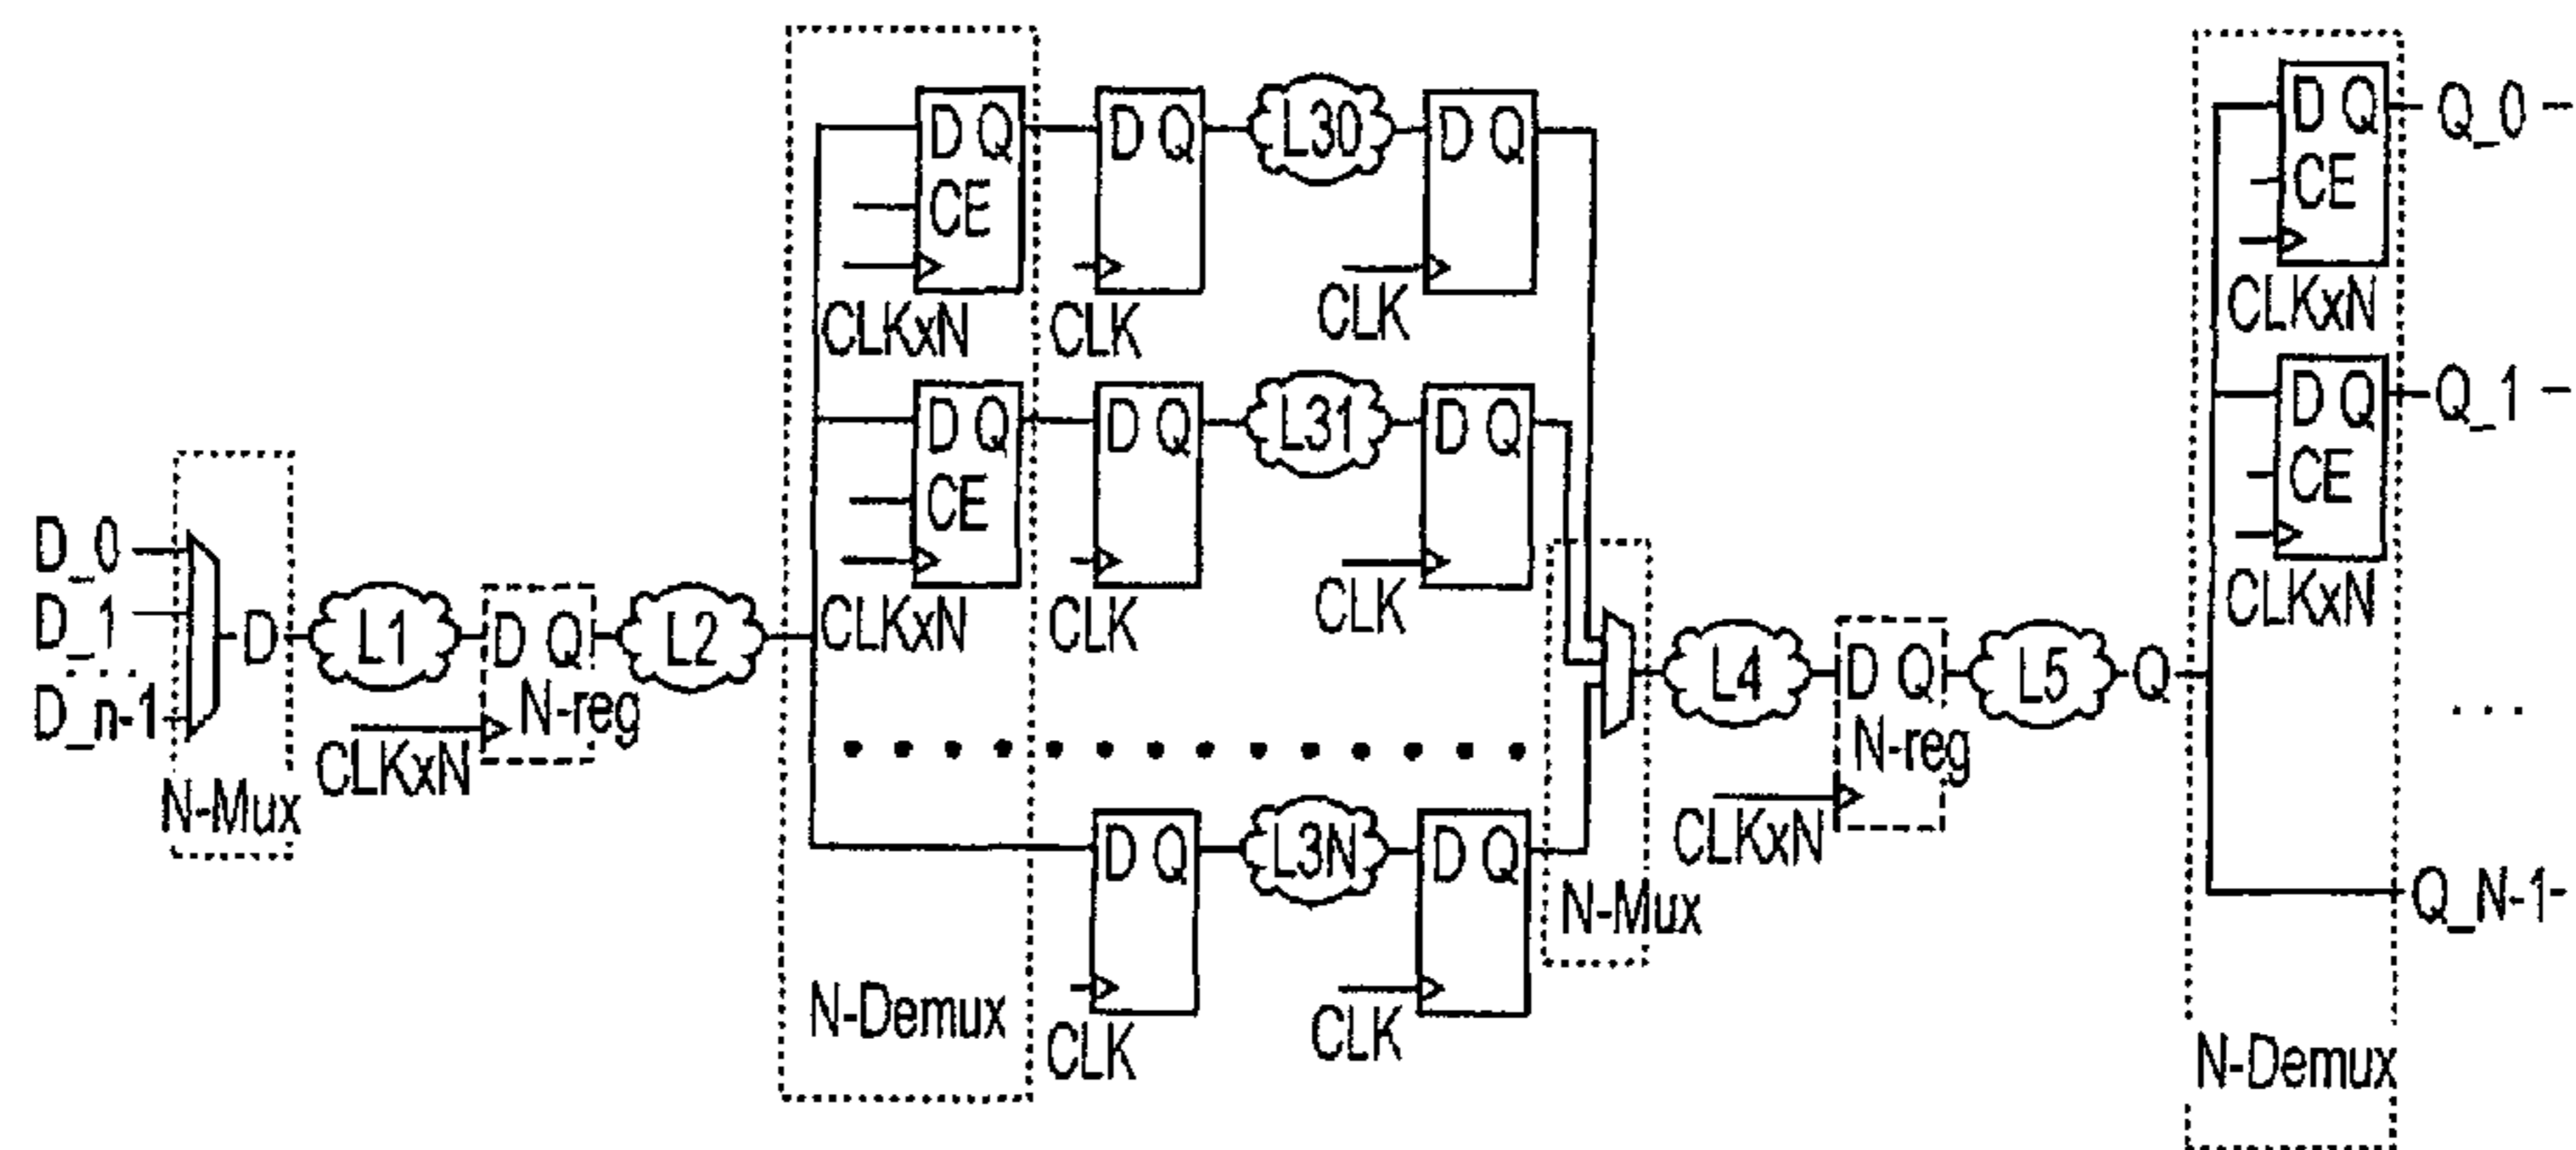 D_0
D_1
...
D_n-1
N-Mux
D
L1
D Q
N-reg
CLKxN
L2
D Q
CE
CLKxN
D Q
CLK
L30
D Q
CLK
D Q
CE
CLKxN
D Q
CLK
L31
D Q
CLK
D Q
CLK
L3N
D Q
CLK
N-Demux
N-Mux
L4
D Q
N-reg
CLKxN
L5
Q
D Q
CE
CLKxN
Q_0
D Q
CE
CLKxN
Q_1
...
Q_N-1
N-Demux